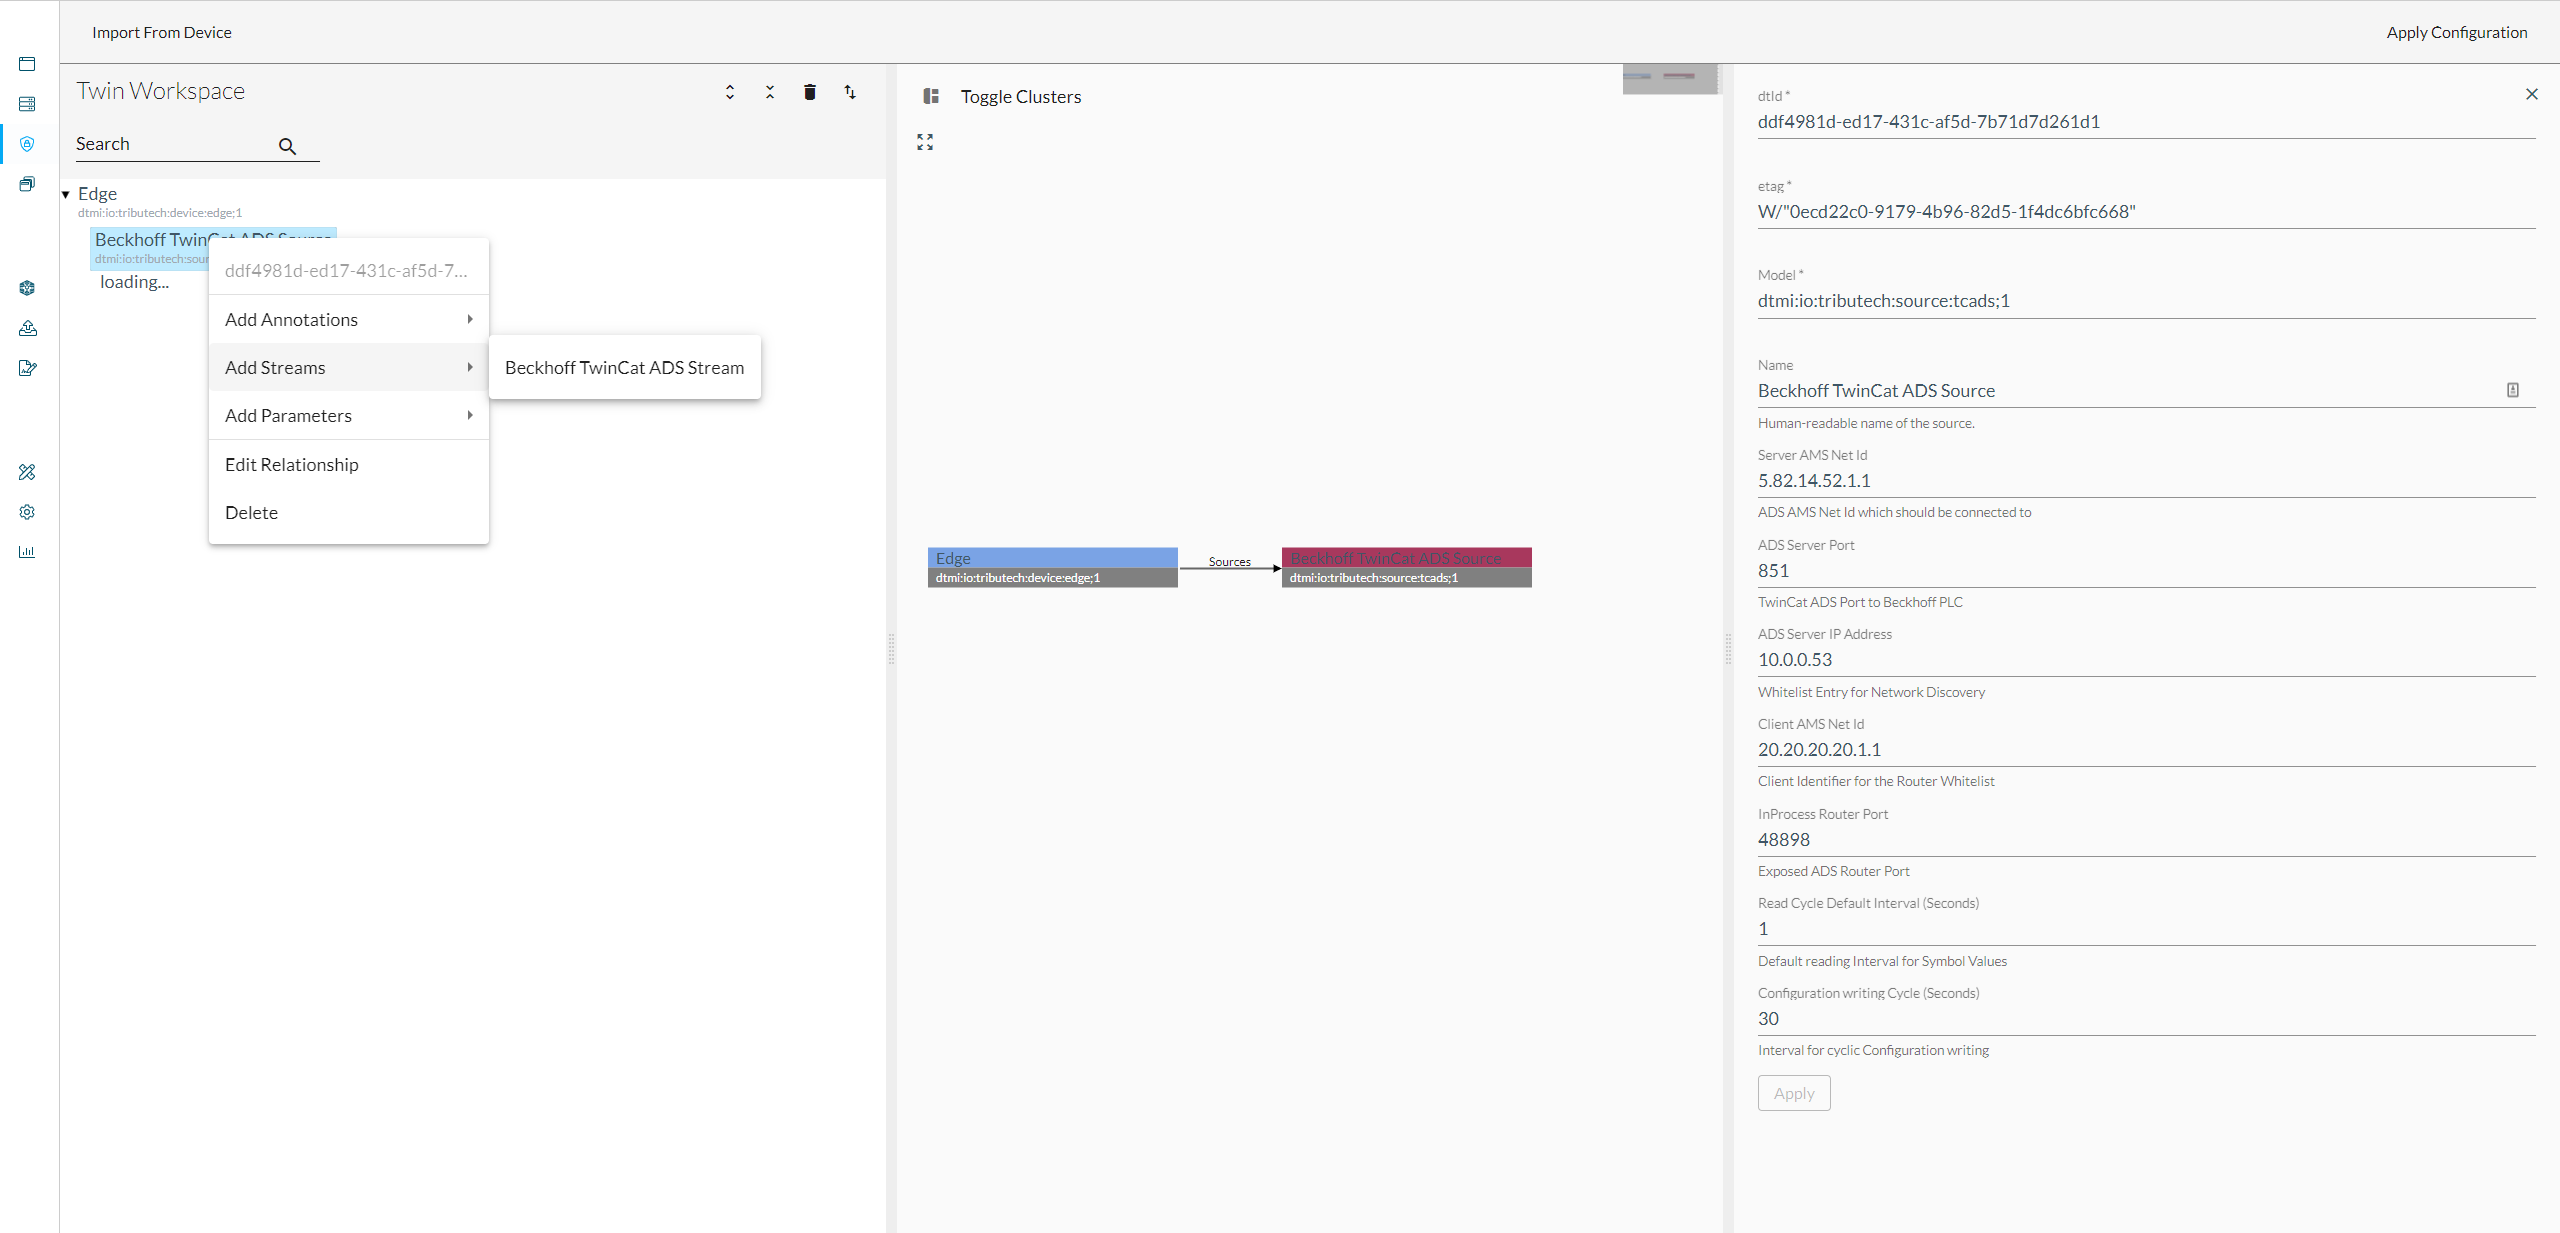 Import From Device
Apply Configuration
Twin Workspace
Search
Edge
dtmi:io:tributech:device:edge;1
Beckhoff TwinCat ADS Source
dtmi:io:tributech:sour
loading...
ddf4981d-ed17-431c-af5d-7...
Add Annotations
Add Streams
Add Parameters
Edit Relationship
Delete
Beckhoff TwinCat ADS Stream
Toggle Clusters
Edge
dtmi:io:tributech:device:edge;1
Sources
Beckhoff TwinCat ADS Source
dtmi:io:tributech:source:tcads;1
dtId *
ddf4981d-ed17-431c-af5d-7b71d7d261d1
etag *
W/"0ecd22c0-9179-4b96-82d5-1f4dc6bfc668"
Model *
dtmi:io:tributech:source:tcads;1
Name
Beckhoff TwinCat ADS Source
Human-readable name of the source.
Server AMS Net Id
5.82.14.52.1.1
ADS AMS Net Id which should be connected to
ADS Server Port
851
TwinCat ADS Port to Beckhoff PLC
ADS Server IP Address
10.0.0.53
Whitelist Entry for Network Discovery
Client AMS Net Id
20.20.20.20.1.1
Client Identifier for the Router Whitelist
InProcess Router Port
48898
Exposed ADS Router Port
Read Cycle Default Interval (Seconds)
1
Default reading Interval for Symbol Values
Configuration writing Cycle (Seconds)
30
Interval for cyclic Configuration writing
Apply